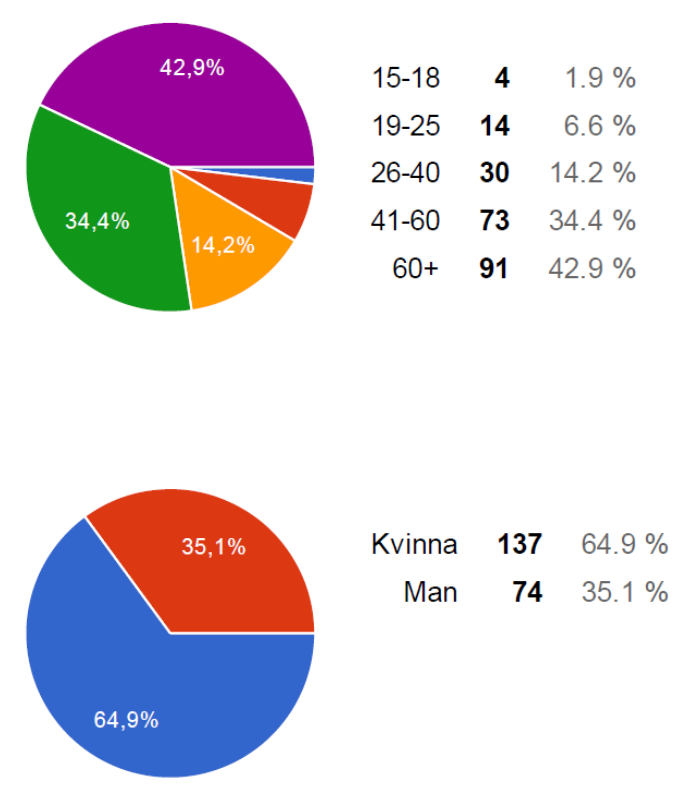 42,9%
34,4%
14,2%
15-18 4 1.9 %
19-25 14 6.6 %
26-40 30 14.2 %
41-60 73 34.4 %
60+ 91 42.9 %
35,1%
64,9%
Kvinna 137 64.9 %
Man 74 35.1 %